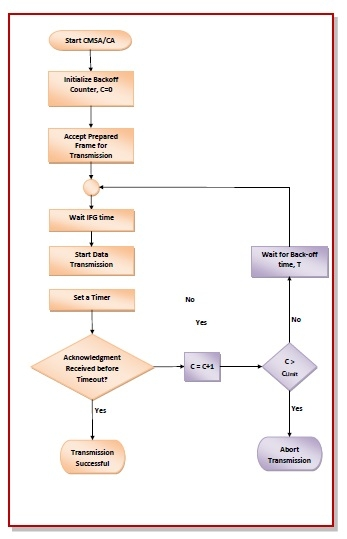 Start CMSA/CA
Initialize Backoff
Counter, C=0
Accept Prepared
Frame for
Transmission
Wait IFG time
Start Data
Transmission
Wait for Back-off
time, T
Set a Timer
No
Yes
No
Acknowledgment
Received before
Timeout?
C = C+1
C >
CLimit
Yes
Yes
Transmission
Successful
Abort
Transmission